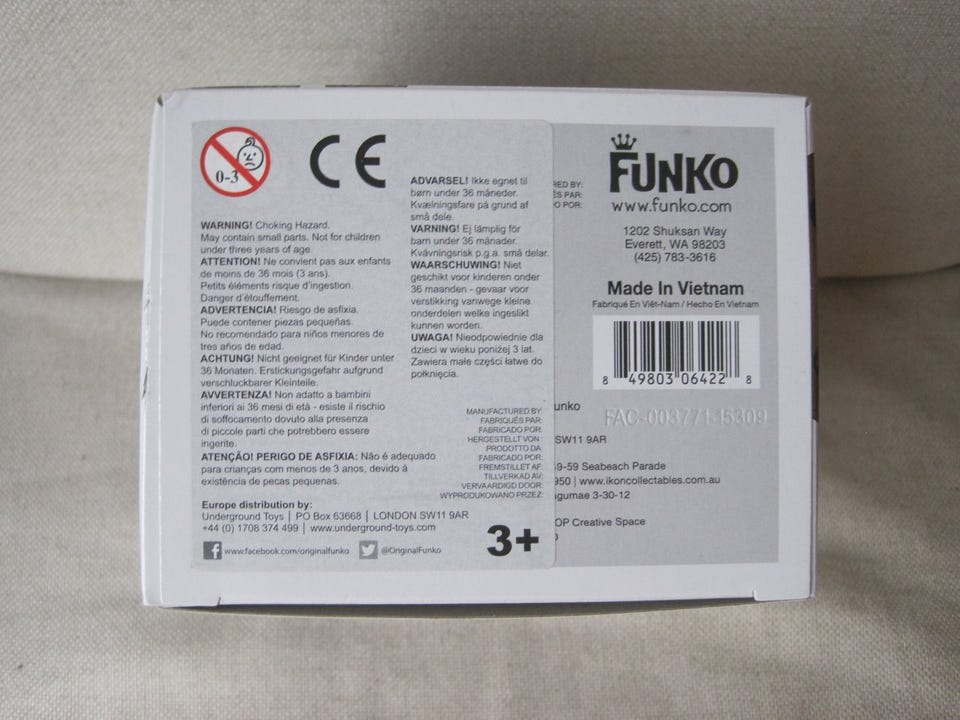 0-3
CE
WARNING! Choking Hazard.
May contain small parts. Not for children
under three years of age.
ATTENTION! Ne convient pas aux enfants
de moins de 36 mois (3 ans).
Petits éléments risque d'ingestion.
Danger d'étouffement.
ADVERTENCIA! Riesgo de asfixia.
Puede contener piezas pequeñas.
No recomendado para niños menores de
tres años de edad.
ACHTUNG! Nicht geeignet für Kinder unter
36 Monaten. Erstickungsgefahr aufgrund
verschluckbarer Kleinteile.
AVVERTENZA! Non adatto a bambini
inferiori ai 36 mesi di età - esiste il rischio
di soffocamento dovuto alla presenza
di piccole parti che potrebbero essere
ingerite.
ATENÇÃO! PERIGO DE ASFIXIA: Não é adequado
para crianças com menos de 3 anos, devido á
existência de pecas pequenas.
Europe distribution by:
Underground Toys | PO Box 63668 | LONDON SW11 9AR
+44 (0) 1708 374 499 | www.underground-toys.com
www.facebook.com/originalfunko @OriginalFunko
ADVARSEL! Ikke egnet til
børn under 36 måneder.
Kvælningsfare på grund af
små dele.
VARNING! Ej lämplig för
barn under 36 månader.
Kvävningsrisk p.g.a. små delar.
WAARSCHUWING! Niet
geschikt voor kinderen onder
36 maanden - gevaar voor
verstikking vanwege kleine
onderdelen welke ingeslikt
kunnen worden.
UWAGA! Nieodpowiednie dla
dzieci w wieku poniżej 3 lat.
Zawiera małe części łatwe do
połknięcia.
MANUFACTURED BY:
FABRIQUÉS PAR:
FABRICADO POR:
HERGESTELLT VON:
PRODOTTO DA:
FABRICADO POR:
FREMSTILLET AF:
TILLVERKAD AV:
VERVAARDIGD DOOR:
WYPRODUKOWANO PRZEZ:
3+
RED BY:
S PAR:
O POR:
FUNKO
www.funko.com
1202 Shuksan Way
Everett, WA 98203
(425) 783-3616
Made In Vietnam
Fabriqué En Viêt-Nam / Hecho En Vietnam
8 49803 06422 8
unko
FAC-003771-15309
SW11 9AR
9-59 Seabeach Parade
950 | www.ikoncollectables.com.au
gumae 3-30-12
OP Creative Space